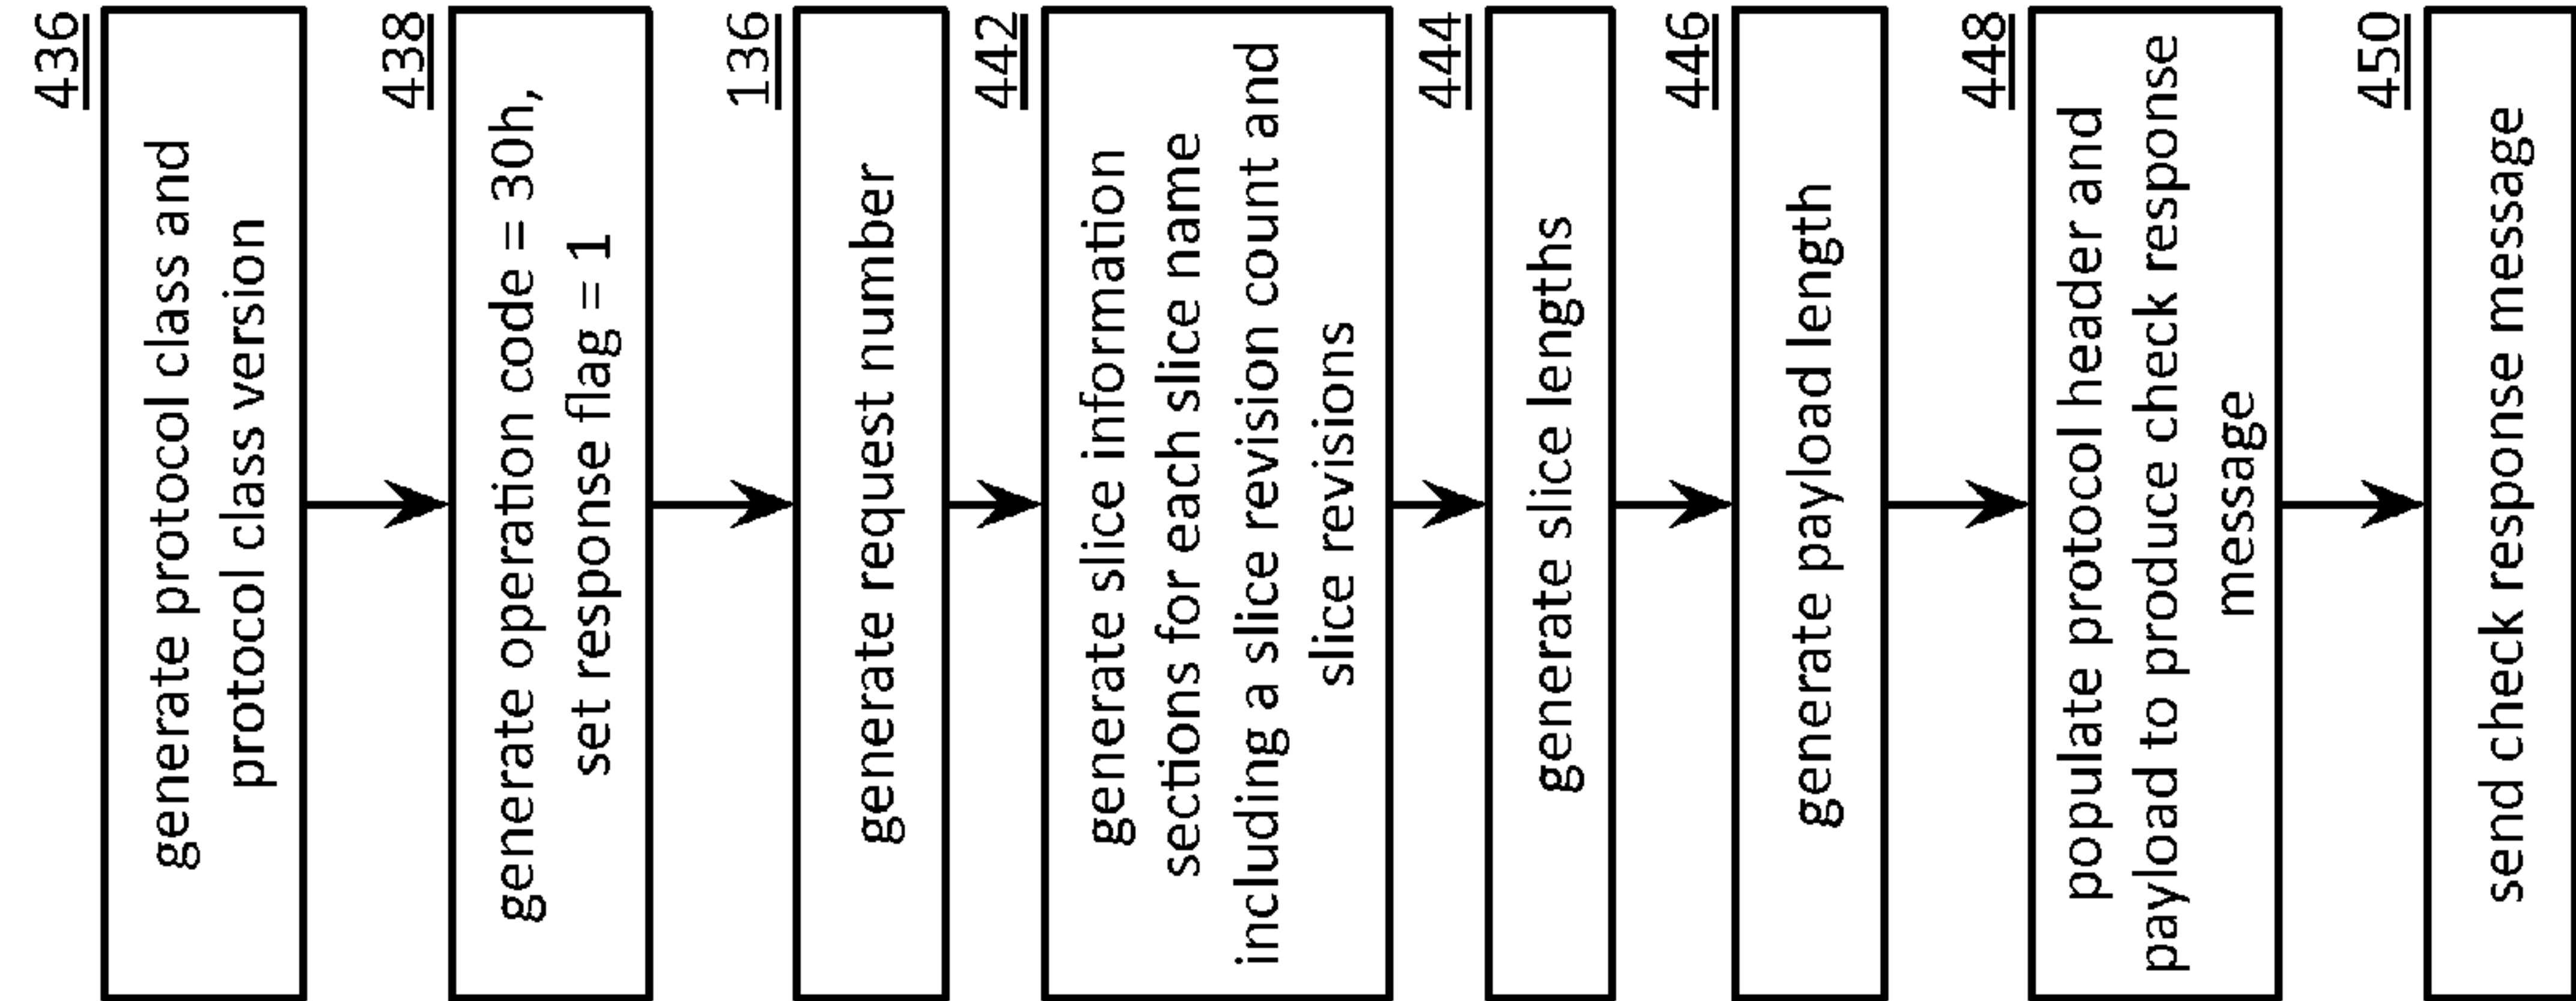 436
generate protocol class and
protocol class version
438
generate operation code = 30h,
set response flag = 1
136
generate request number
442
generate slice information
sections for each slice name
including a slice revision count and
slice revisions
444
generate slice lengths
446
generate payload length
448
populate protocol header and
payload to produce check response
message
450
send check response message